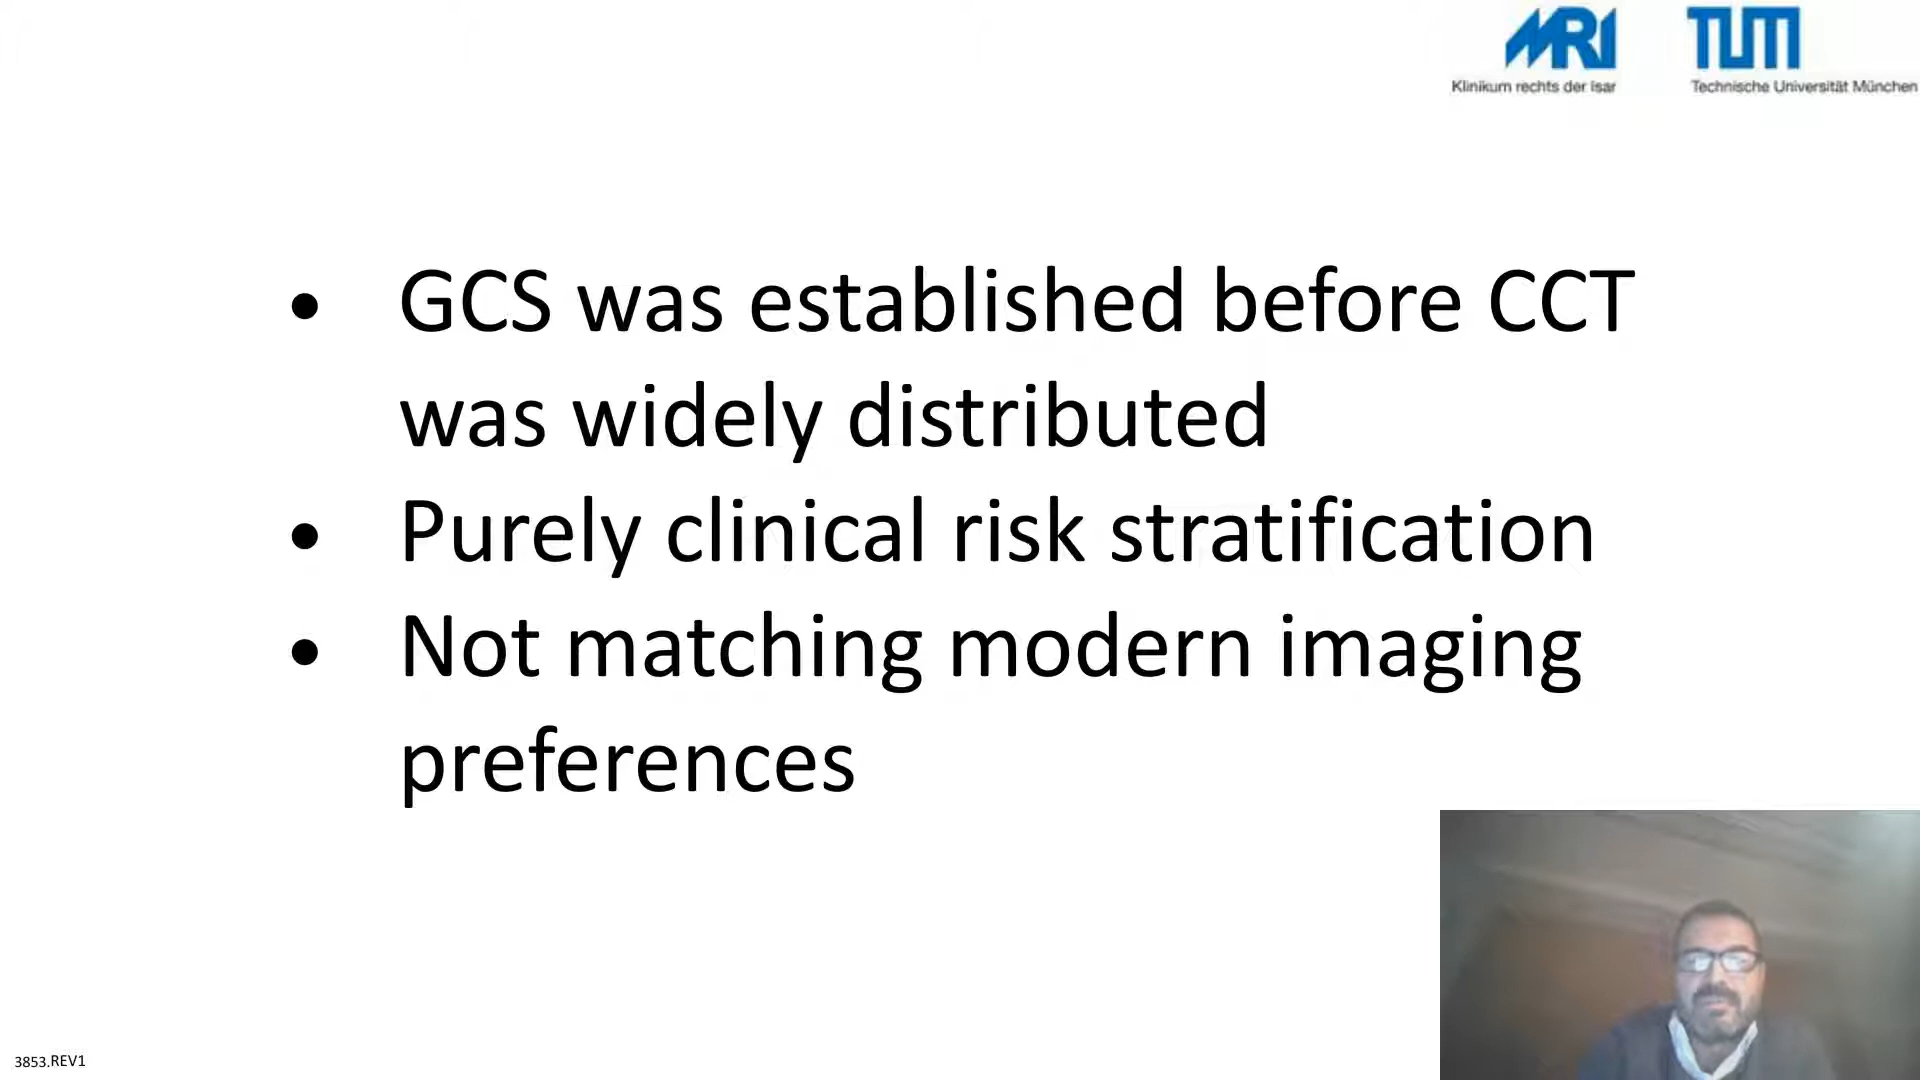 MRI TUM
Klinikum rechts der Isar Technische Universität München
• GCS was established before CCT
was widely distributed
• Purely clinical risk stratification
• Not matching modern imaging
preferences
3853.REV1